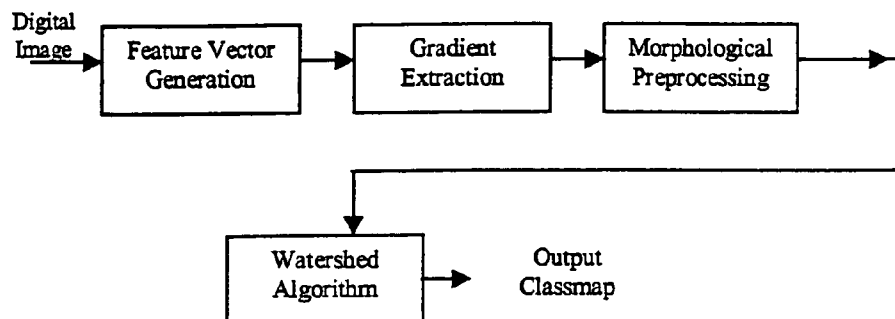 Digital
Image
Feature Vector
Generation
Gradient
Extraction
Morphological
Preprocessing
Watershed
Algorithm
Output
Classmap